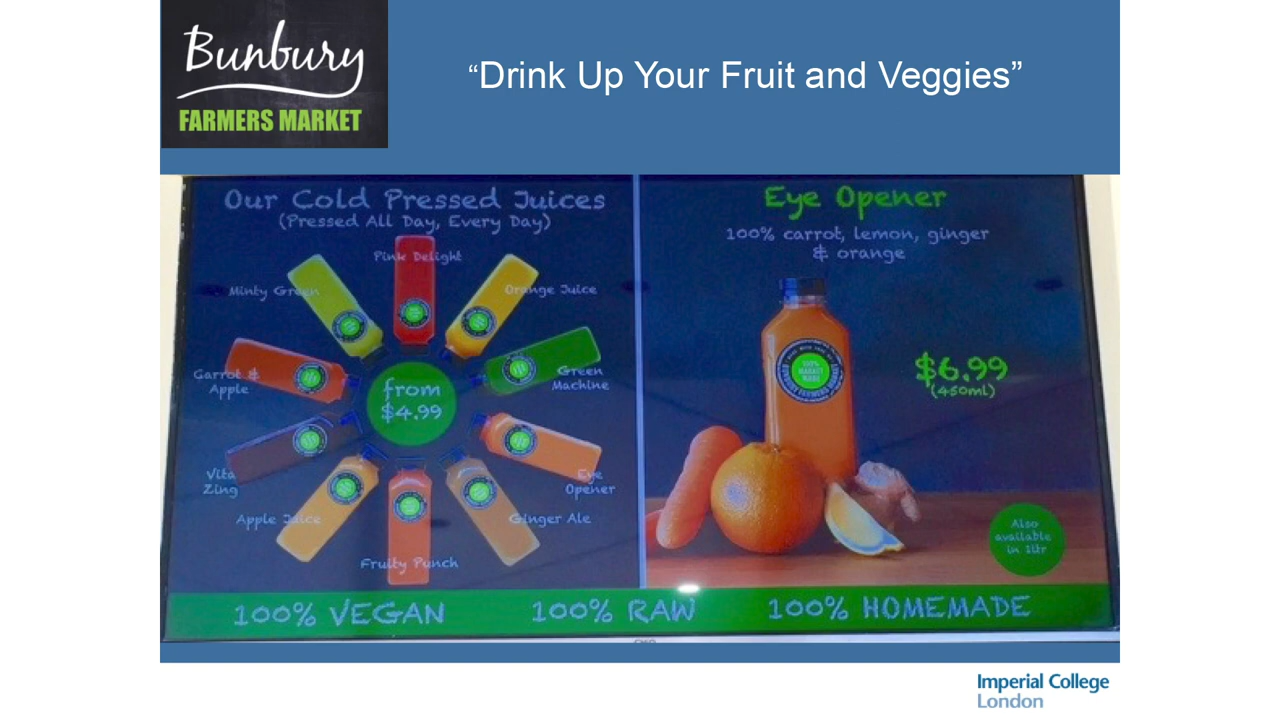 Bunbury
FARMERS MARKET
“Drink Up Your Fruit and Veggies”
Our Cold Pressed Juices
(Pressed All Day, Every Day)
Pink Delight
Minty Green
Orange Juice
Carrot &
Apple
Green
Machine
from
$4.99
Vita
Zing
Eye
Opener
Apple Juice
Ginger Ale
Fruity Punch
Eye Opener
100% carrot, lemon, ginger
& orange
100%
MARKET
MADE
$6.99
(450ml)
Also
available
in 1ltr
100% VEGAN 100% RAW 100% HOMEMADE
Imperial College
London